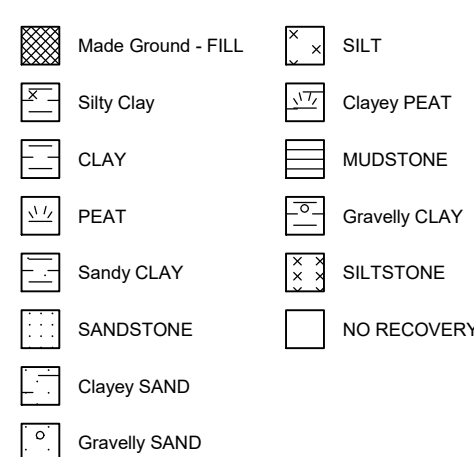 Made Ground - FILL
Silty Clay
CLAY
PEAT
Sandy CLAY
SANDSTONE
Clayey SAND
Gravelly SAND
SILT
Clayey PEAT
MUDSTONE
Gravelly CLAY
SILTSTONE
NO RECOVERY